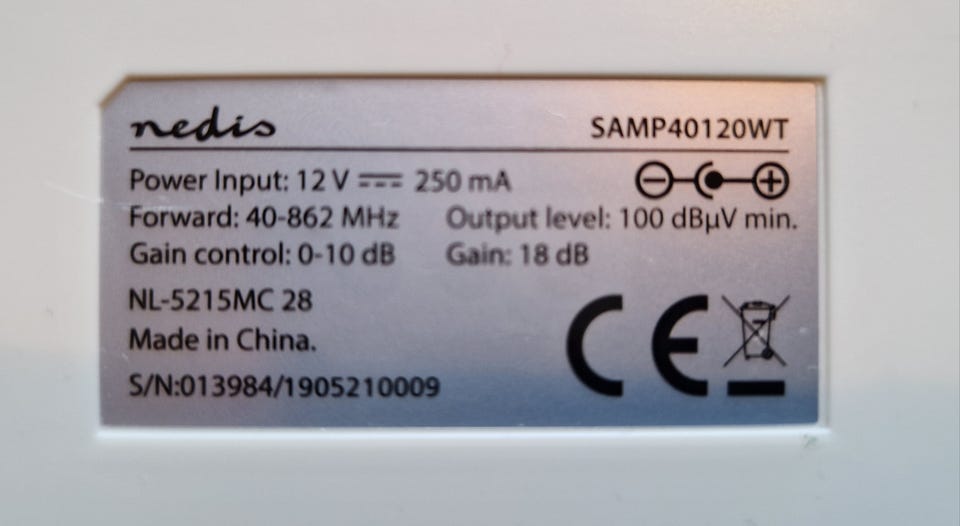 nedis SAMP40120WT
Power Input: 12 V ⎓ 250 mA
Forward: 40-862 MHz Output level: 100 dBµV min.
Gain control: 0-10 dB Gain: 18 dB
NL-5215MC 28
Made in China.
S/N:013984/1905210009
CE